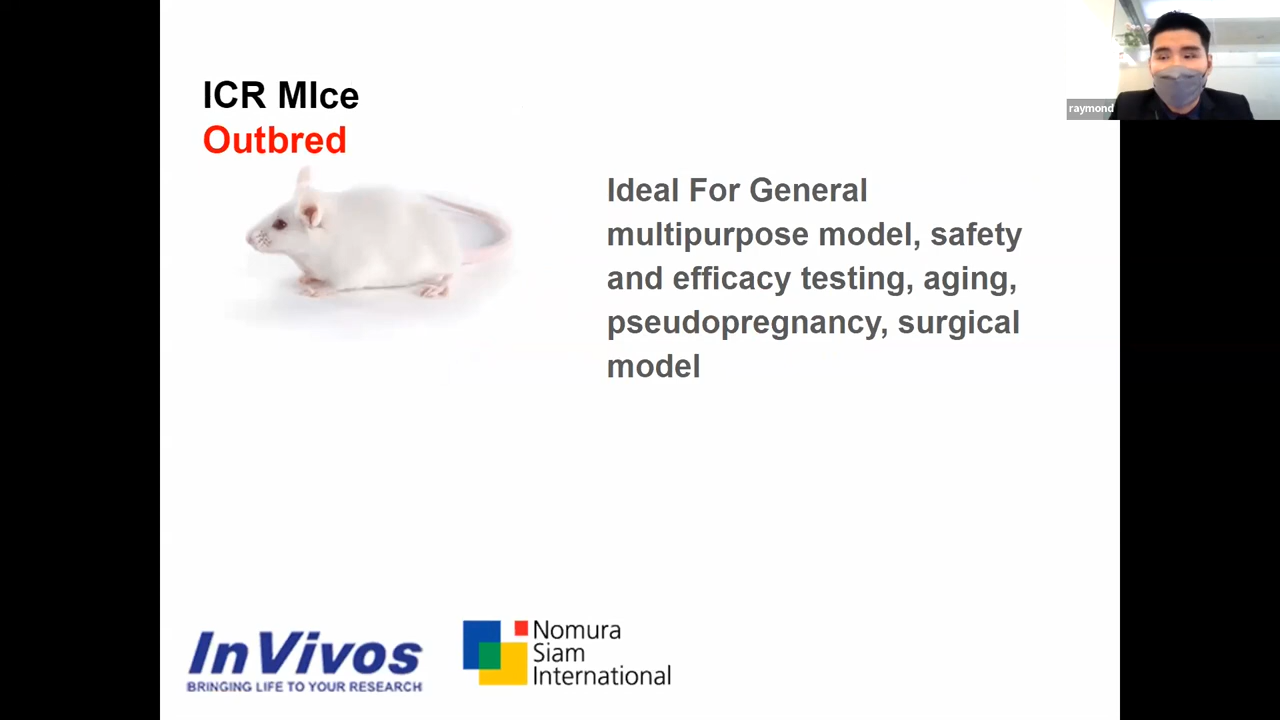 ICR MIce
Outbred
Ideal For General
multipurpose model, safety
and efficacy testing, aging,
pseudopregnancy, surgical
model
raymond
InVivos
BRINGING LIFE TO YOUR RESEARCH
Nomura
Siam
International